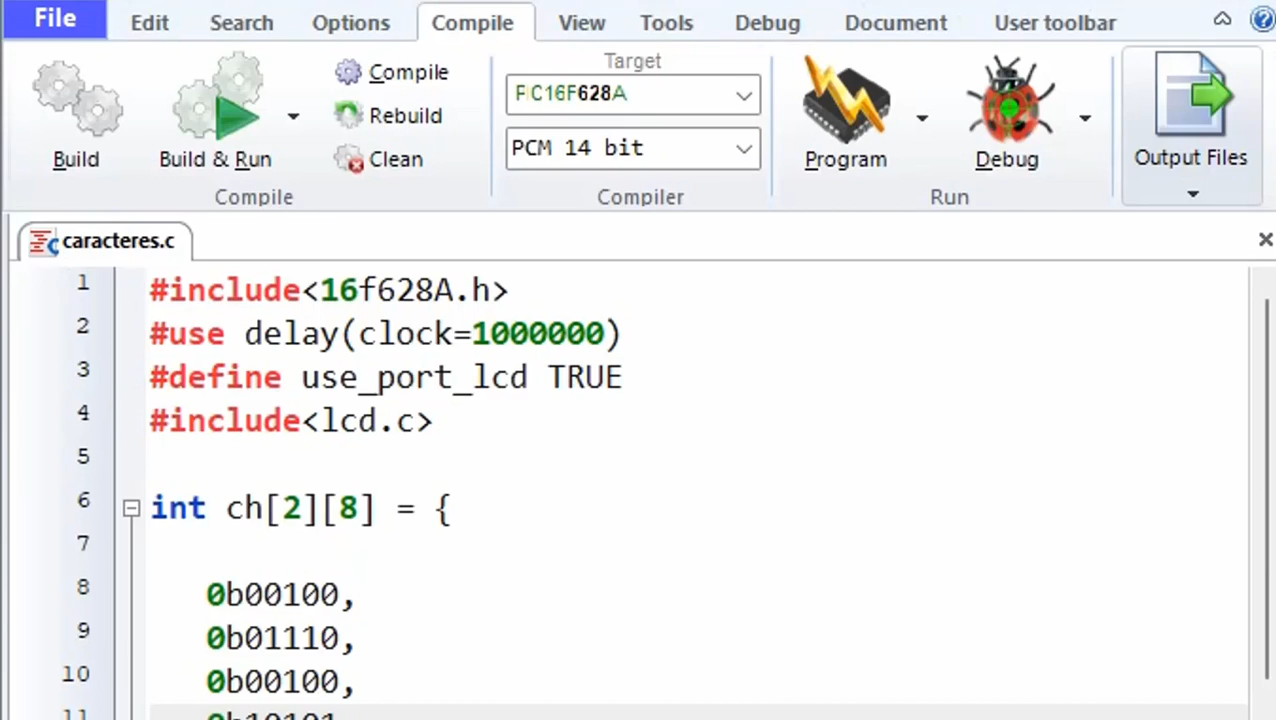 File Edit Search Options Compile View Tools Debug Document User toolbar
Build
Build & Run
Compile
Rebuild
Clean
Compile
Target
PIC16F628A
PCM 14 bit
Compiler
Program
Debug
Run
Output Files
caracteres.c
1 #include<16f628A.h>
2 #use delay(clock=1000000)
3 #define use_port_lcd TRUE
4 #include<lcd.c>
5
6 int ch[2][8] = {
7
8 0b00100,
9 0b01110,
10 0b00100,
11 0b10101